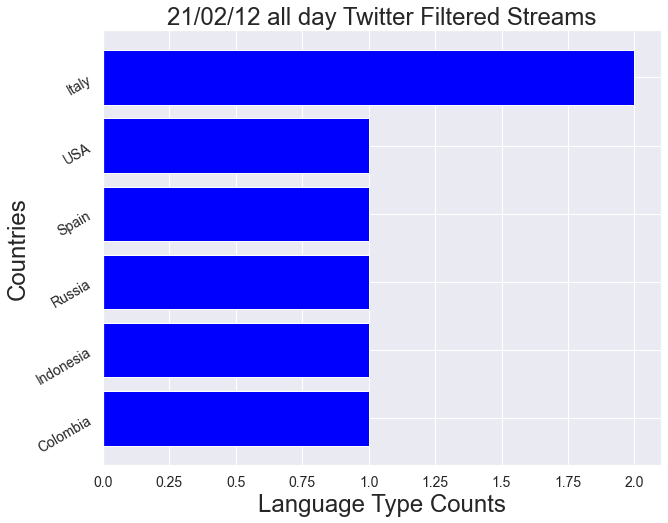 21/02/12 all day Twitter Filtered Streams
Countries
Italy
USA
Spain
Russia
Indonesia
Colombia
0.0 0.25 0.5 0.75 1.0 1.25 1.5 1.75 2.0
Language Type Counts